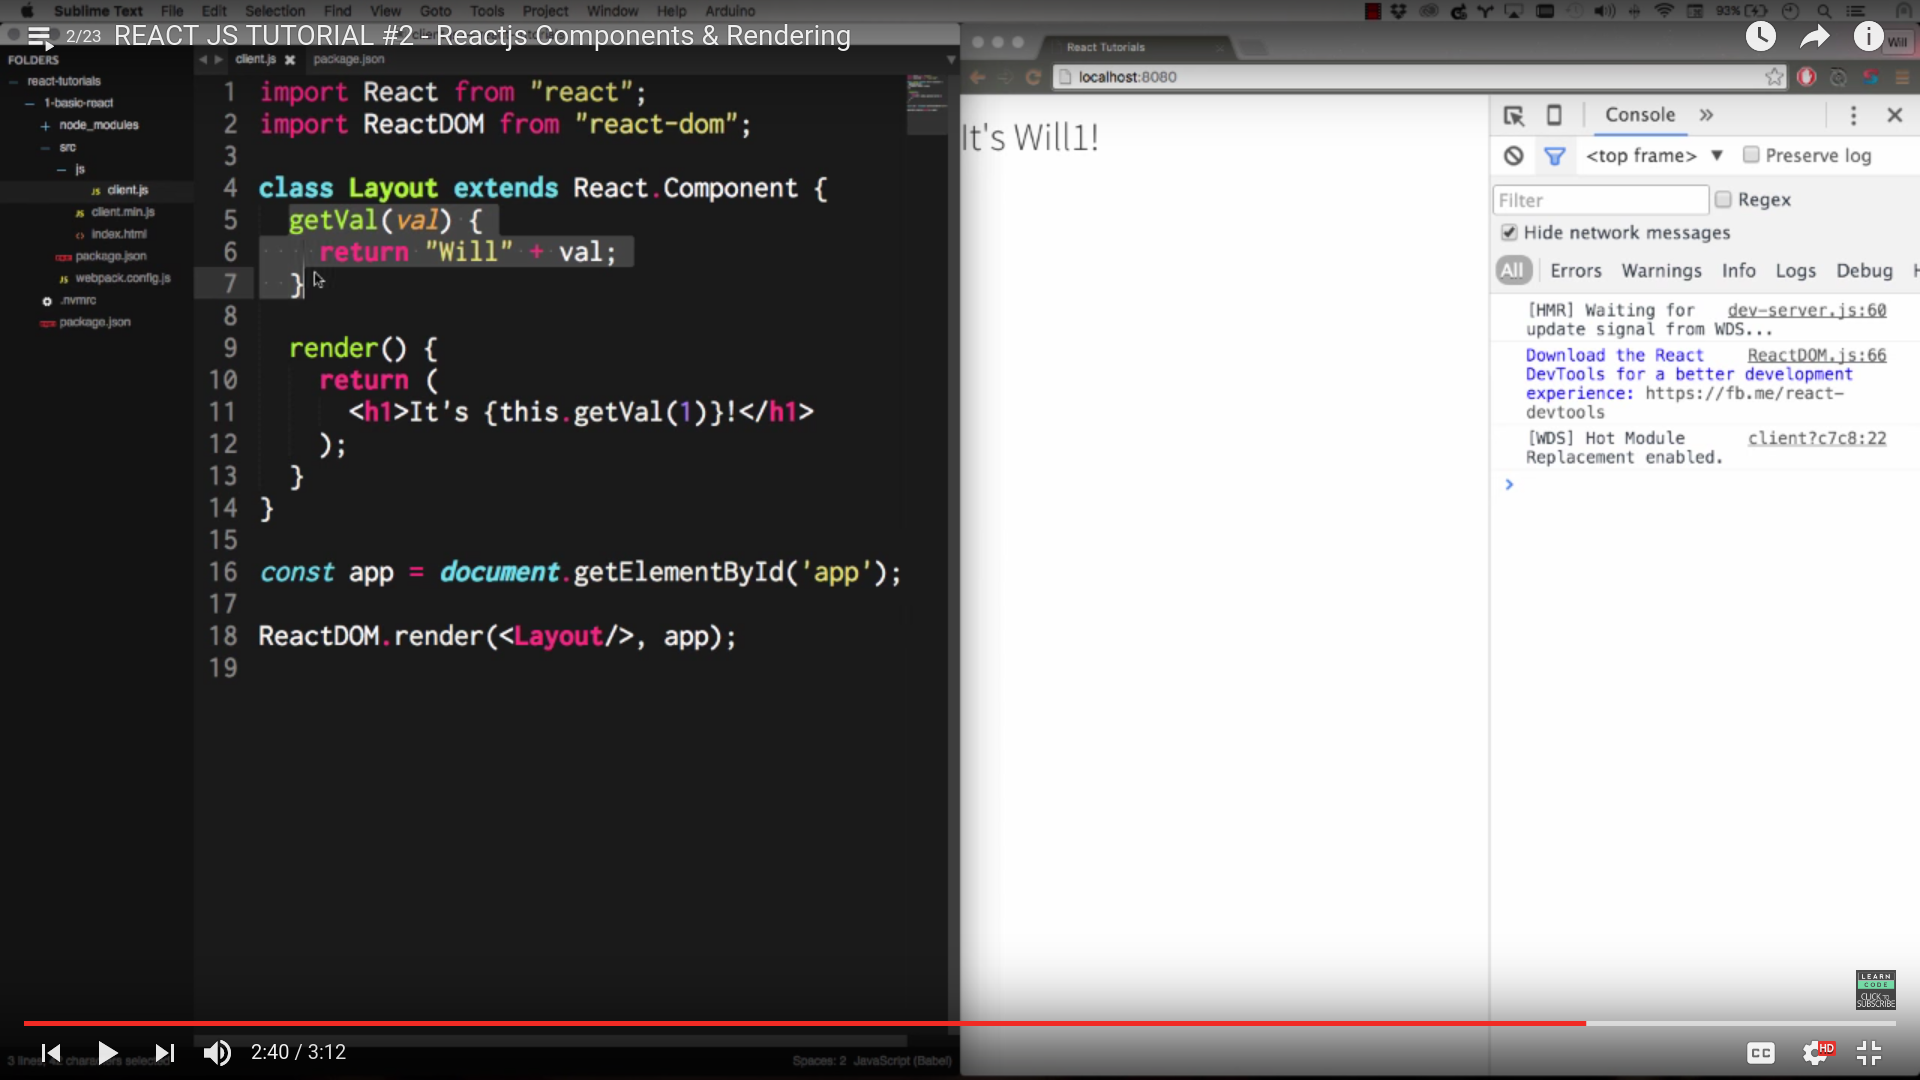 Sublime Text File Edit Selection Find View Goto Tools Project Window Help Arduino 93%
2/23 REACT JS TUTORIAL #2 - Reactjs Components & Rendering
FOLDERS
react-tutorials
1-basic-react
node_modules
src
js
client.js
client.min.js
index.html
package.json
webpack.config.js
.nvmrc
package.json
client.js package.json
1 import React from "react";
2 import ReactDOM from "react-dom";
3
4 class Layout extends React.Component {
5 getVal(val) {
6 return "Will" + val;
7 }
8
9 render() {
10 return (
11 <h1>It's {this.getVal(1)}!</h1>
12 );
13 }
14 }
15
16 const app = document.getElementById('app');
17
18 ReactDOM.render(<Layout/>, app);
19
React Tutorials
Will
localhost:8080
It's Will1!
Console »
<top frame> ▼ Preserve log
Filter Regex
Hide network messages
All Errors Warnings Info Logs Debug
[HMR] Waiting for dev-server.js:60
update signal from WDS...
Download the React ReactDOM.js:66
DevTools for a better development
experience: https://fb.me/react-
devtools
[WDS] Hot Module client?c7c8:22
Replacement enabled.
>
LEARN
CODE
CLICK TO
SUBSCRIBE
2:40 / 3:12
CC HD
Spaces: 2 JavaScript (Babel)